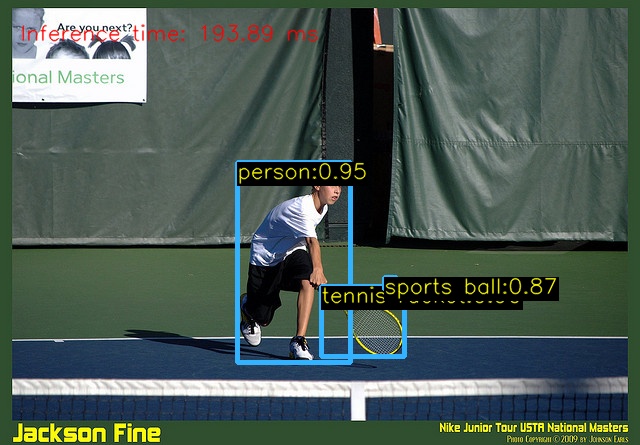 Are you next?
Inference time: 193.89 ms
ional Masters
person:0.95
sports ball:0.87
tennis
Jackson Fine
Nike Junior Tour USTA National Masters
Photo Copyright © 2009 by Johnson Earls